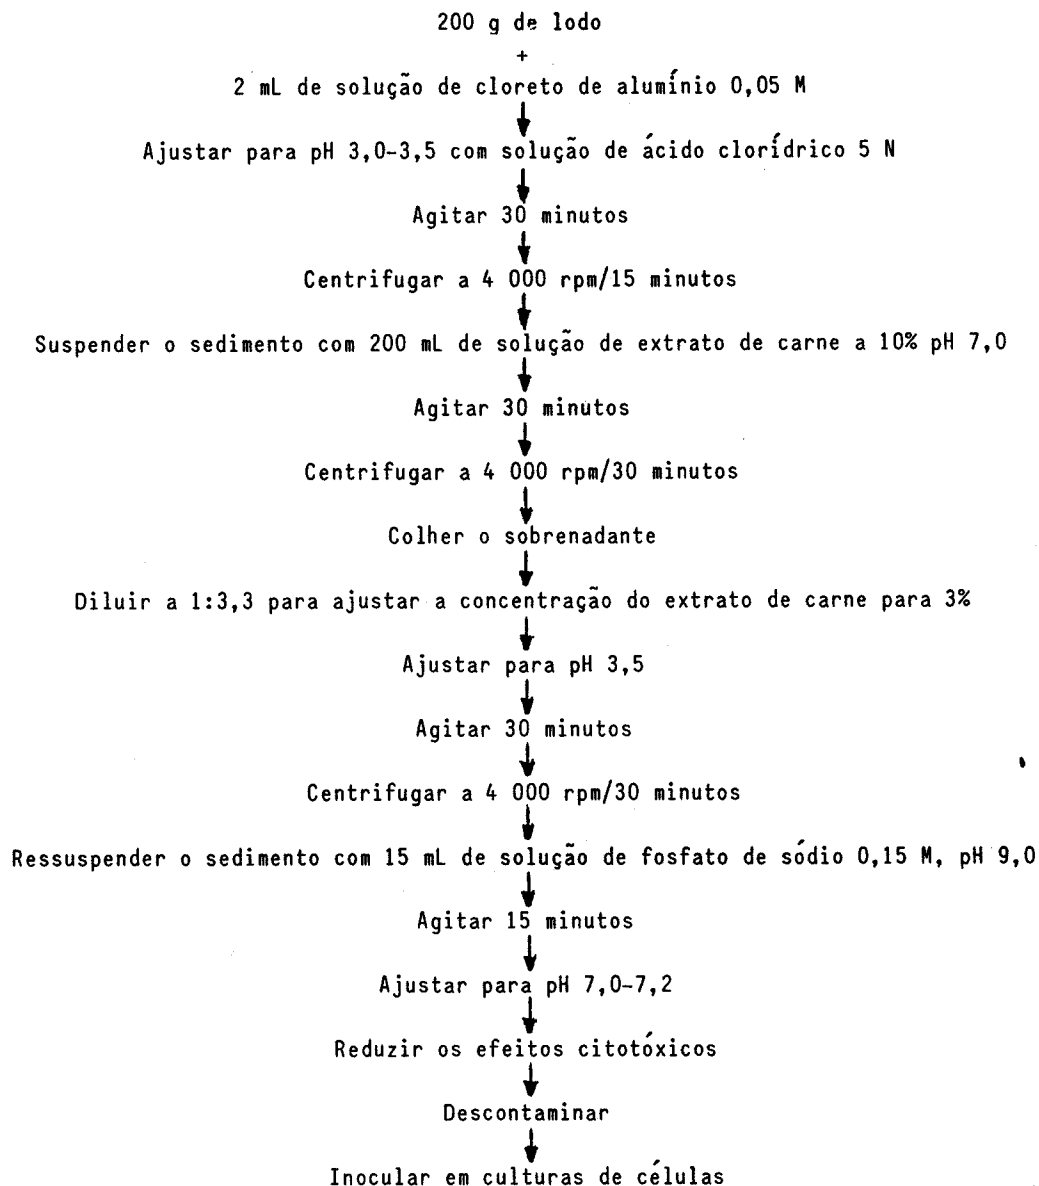 200 g de lodo
+
2 mL de solução de cloreto de alumínio 0,05 M
Ajustar para pH 3,0-3,5 com solução de ácido clorídrico 5 N
Agitar 30 minutos
Centrifugar a 4 000 rpm/15 minutos
Suspender o sedimento com 200 mL de solução de extrato de carne a 10% pH 7,0
Agitar 30 minutos
Centrifugar a 4 000 rpm/30 minutos
Colher o sobrenadante
Diluir a 1:3,3 para ajustar a concentração do extrato de carne para 3%
Ajustar para pH 3,5
Agitar 30 minutos
Centrifugar a 4 000 rpm/30 minutos
Ressuspender o sedimento com 15 mL de solução de fosfato de sódio 0,15 M, pH 9,0
Agitar 15 minutos
Ajustar para pH 7,0-7,2
Reduzir os efeitos citotóxicos
Descontaminar
Inocular em culturas de células